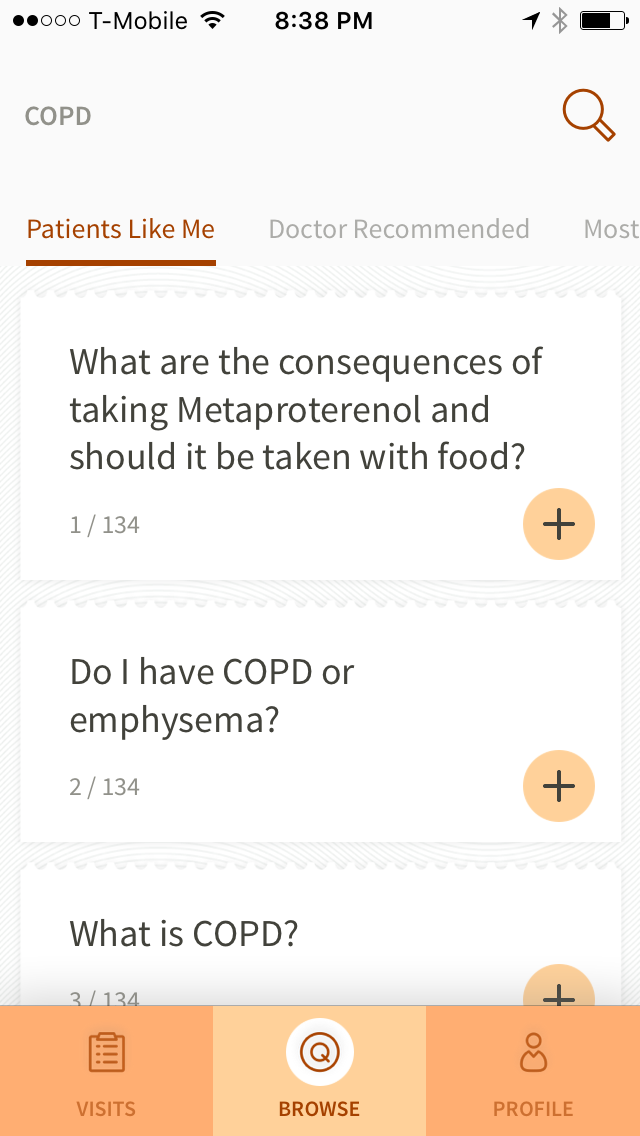 T-Mobile 8:38 PM
COPD
Patients Like Me Doctor Recommended Most
What are the consequences of
taking Metaproterenol and
should it be taken with food?
1 / 134
Do I have COPD or
emphysema?
2 / 134
What is COPD?
3 / 134
VISITS BROWSE PROFILE